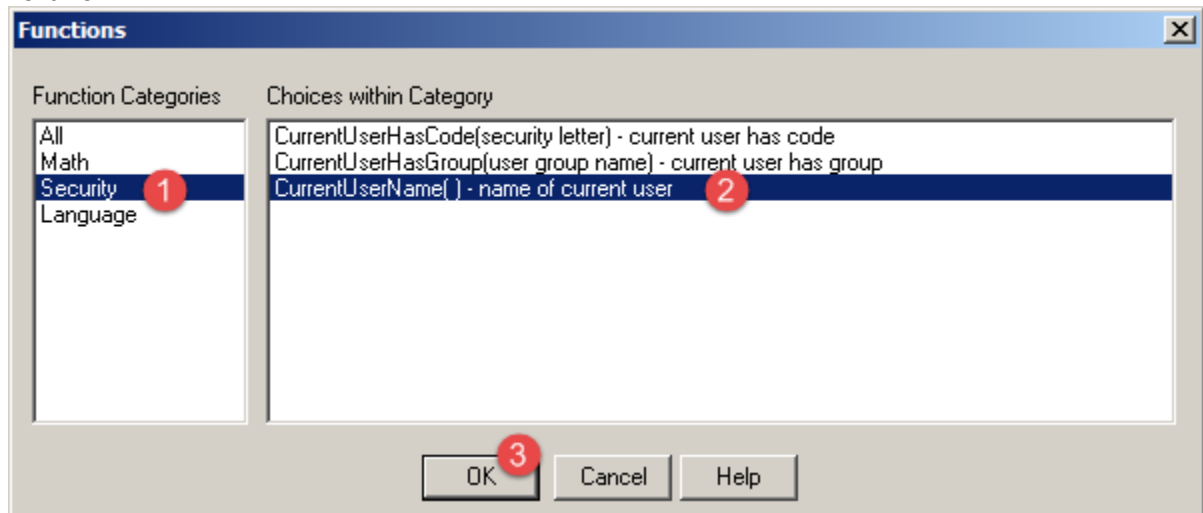 Functions
Function Categories
Choices within Category
All
Math
Security 1
Language
CurrentUserHasCode(security letter) - current user has code
CurrentUserHasGroup(user group name) - current user has group
CurrentUserName( ) - name of current user 2
OK 3
Cancel
Help